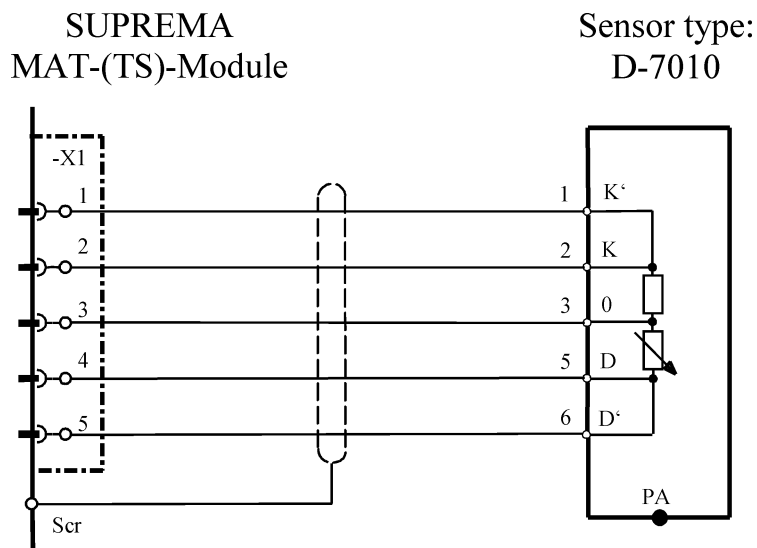 SUPREMA
MAT-(TS)-Module
Sensor type:
D-7010
-X1
1
1 K‘
2
2 K
3
3 0
4
5 D
5
6 D‘
PA
Scr